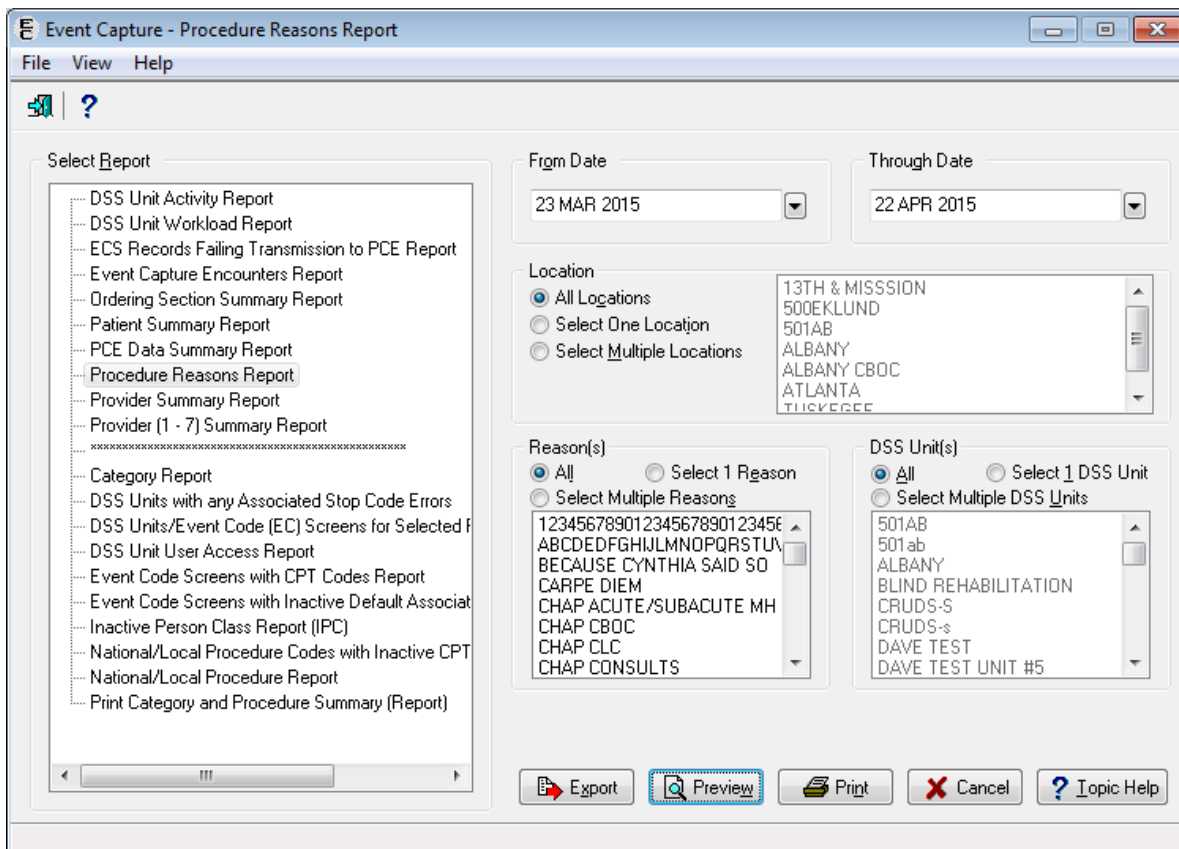 Event Capture - Procedure Reasons Report
File View Help
?
Select Report
DSS Unit Activity Report
DSS Unit Workload Report
ECS Records Failing Transmission to PCE Report
Event Capture Encounters Report
Ordering Section Summary Report
Patient Summary Report
PCE Data Summary Report
Procedure Reasons Report
Provider Summary Report
Provider (1 - 7) Summary Report
Category Report
DSS Units with any Associated Stop Code Errors
DSS Units/Event Code (EC) Screens for Selected
DSS Unit User Access Report
Event Code Screens with CPT Codes Report
Event Code Screens with Inactive Default Associat
Inactive Person Class Report (IPC)
National/Local Procedure Codes with Inactive CPT
National/Local Procedure Report
Print Category and Procedure Summary (Report)
From Date
23 MAR 2015
Through Date
22 APR 2015
Location
All Locations
Select One Location
Select Multiple Locations
13TH & MISSSION
500EKLUND
501AB
ALBANY
ALBANY CBOC
ATLANTA
TUSKEGEE
Reason(s)
All Select 1 Reason
Select Multiple Reasons
1234567890123456789012345
ABCDEDFGHIJLMNOPQRSTUV
BECAUSE CYNTHIA SAID SO
CARPE DIEM
CHAP ACUTE/SUBACUTE MH
CHAP CBOC
CHAP CLC
CHAP CONSULTS
DSS Unit(s)
All Select 1 DSS Unit
Select Multiple DSS Units
501AB
501ab
ALBANY
BLIND REHABILITATION
CRUDS-S
CRUDS-s
DAVE TEST
DAVE TEST UNIT #5
Export Preview Print Cancel ? Topic Help